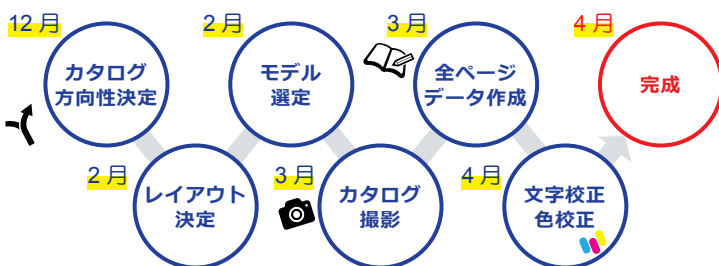 12月
カタログ
方向性決定
2月
レイアウト
決定
2月
モデル
選定
3月
カタログ
撮影
3月
全ページ
データ作成
4月
文字校正
色校正
4月
完成